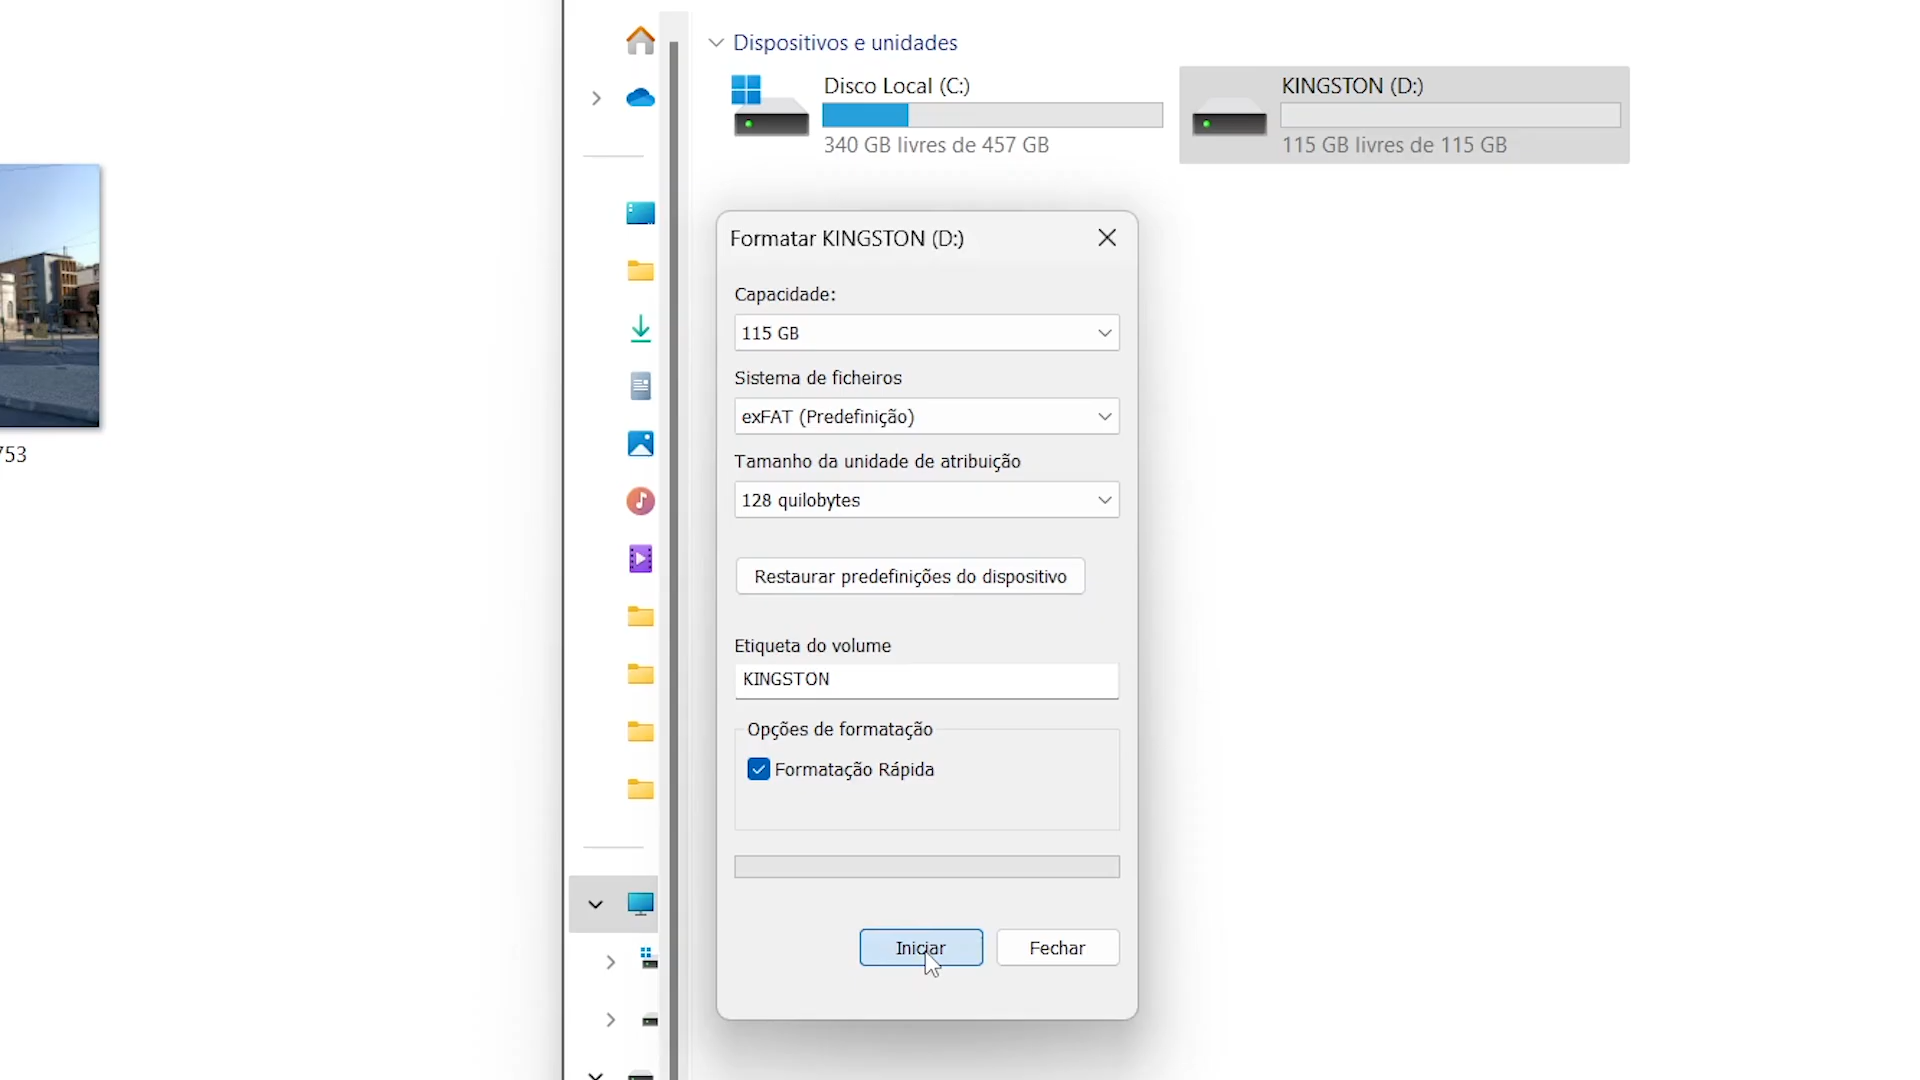 Dispositivos e unidades
Disco Local (C:)
340 GB livres de 457 GB
KINGSTON (D:)
115 GB livres de 115 GB
753
Formatar KINGSTON (D:)
Capacidade:
115 GB
Sistema de ficheiros
exFAT (Predefinição)
Tamanho da unidade de atribuição
128 quilobytes
Restaurar predefinições do dispositivo
Etiqueta do volume
KINGSTON
Opções de formatação
Formatação Rápida
Iniciar
Fechar